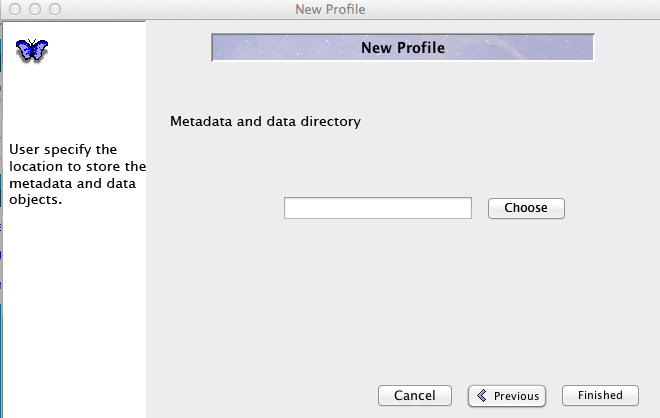 New Profile
New Profile
Metadata and data directory
User specify the
location to store the
metadata and data
objects.
Choose
Cancel
Previous
Finished